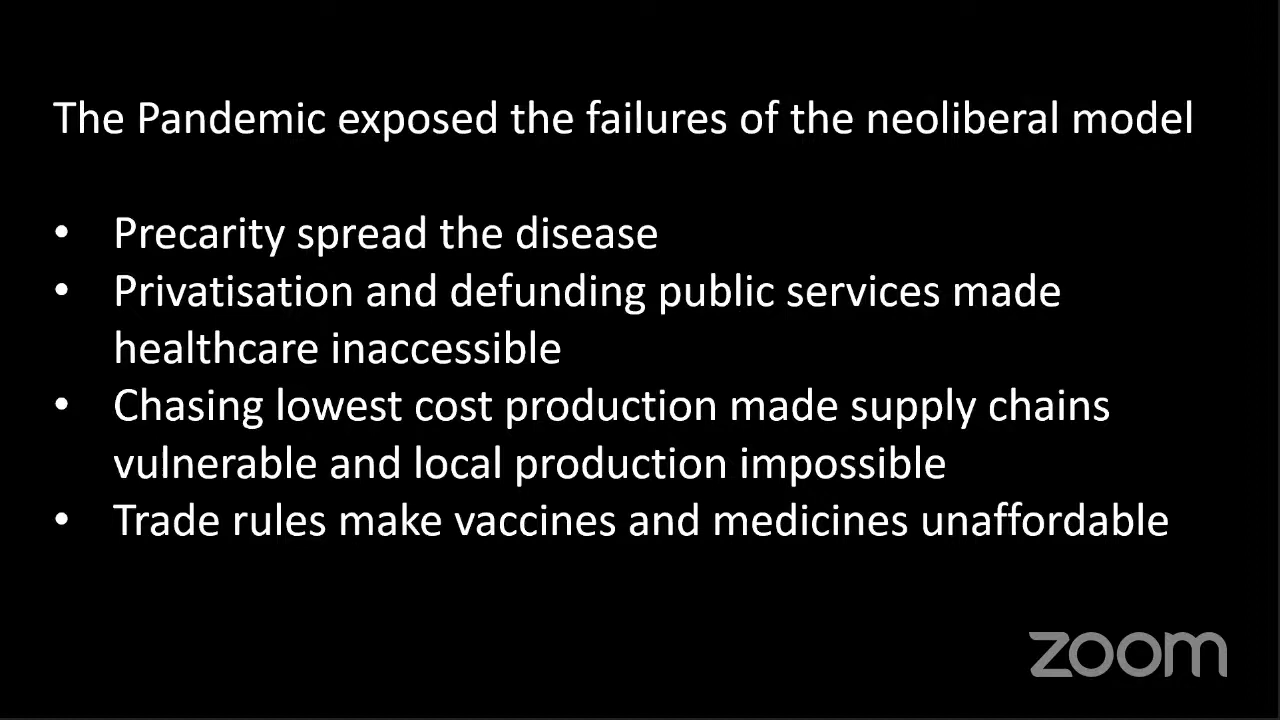 The Pandemic exposed the failures of the neoliberal model
• Precarity spread the disease
• Privatisation and defunding public services made
healthcare inaccessible
• Chasing lowest cost production made supply chains
vulnerable and local production impossible
• Trade rules make vaccines and medicines unaffordable
zoom